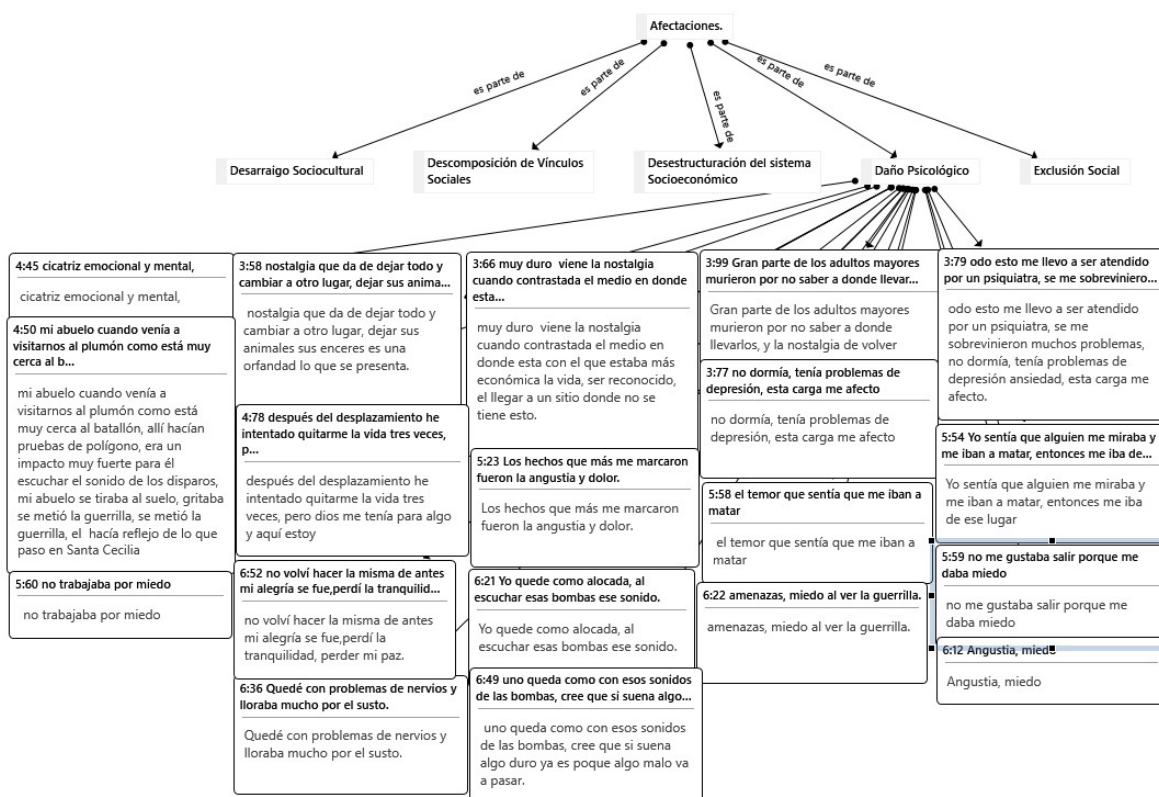 Afectaciones.
es parte de
es parte de
es parte de
es parte de
es parte de
Desarraigo Sociocultural
Descomposición de Vínculos
Sociales
Desestructuración del sistema
Socioeconómico
Daño Psicológico
Exclusión Social
4:45 cicatriz emocional y mental,
cicatriz emocional y mental,
4:50 mi abuelo cuando venía a
visitarnos al plumón como está muy
cerca al b...
mi abuelo cuando venía a
visitarnos al plumón como está
muy cerca al batallón, allí hacían
pruebas de polígono, era un
impacto muy fuerte para él
escuchar el sonido de los disparos,
mi abuelo se tiraba al suelo, gritaba
se metió la guerrilla, se metió la
guerrilla, el  hacía reflejo de lo que
paso en Santa Cecilia
5:60 no trabajaba por miedo
no trabajaba por miedo
3:58 nostalgia que da de dejar todo y
cambiar a otro lugar, dejar sus anima...
nostalgia que da de dejar todo y
cambiar a otro lugar, dejar sus
animales sus enceres es una
orfandad lo que se presenta.
4:78 después del desplazamiento he
intentado quitarme la vida tres veces,
p...
después del desplazamiento he
intentado quitarme la vida tres
veces, pero dios me tenía para algo
y aquí estoy
6:52 no volví hacer la misma de antes
mi alegría se fue,perdí la tranquilid...
no volví hacer la misma de antes
mi alegría se fue,perdí la
tranquilidad, perder mi paz.
6:36 Quedé con problemas de nervios y
lloraba mucho por el susto.
Quedé con problemas de nervios y
lloraba mucho por el susto.
3:66 muy duro  viene la nostalgia
cuando contrastada el medio en donde
esta...
muy duro  viene la nostalgia
cuando contrastada el medio en
donde esta con el que estaba más
económica la vida, ser reconocido,
el llegar a un sitio donde no se
tiene esto.
5:23 Los hechos que más me marcaron
fueron la angustia y dolor.
Los hechos que más me marcaron
fueron la angustia y dolor.
6:21 Yo quede como alocada, al
escuchar esas bombas ese sonido.
Yo quede como alocada, al
escuchar esas bombas ese sonido.
6:49 uno queda como con esos sonidos
de las bombas, cree que si suena algo...
uno queda como con esos sonidos
de las bombas, cree que si suena
algo duro ya es poque algo malo va
a pasar.
3:99 Gran parte de los adultos mayores
murieron por no saber a donde llevar...
Gran parte de los adultos mayores
murieron por no saber a donde
llevarlos, y la nostalgia de volver
3:77 no dormía, tenía problemas de
depresión, esta carga me afecto
no dormía, tenía problemas de
depresión, esta carga me afecto
5:58 el temor que sentía que me iban a
matar
el temor que sentía que me iban a
matar
6:22 amenazas, miedo al ver la guerrilla.
amenazas, miedo al ver la guerrilla.
3:79 odo esto me llevo a ser atendido
por un psiquiatra, se me sobreviniero...
odo esto me llevo a ser atendido
por un psiquiatra, se me
sobrevinieron muchos problemas,
no dormía, tenía problemas de
depresión ansiedad, esta carga me
afecto.
5:54 Yo sentía que alguien me miraba y
me iban a matar, entonces me iba de...
Yo sentía que alguien me miraba y
me iban a matar, entonces me iba
de ese lugar
5:59 no me gustaba salir porque me
daba miedo
no me gustaba salir porque me
daba miedo
6:12 Angustia, miedo
Angustia, miedo